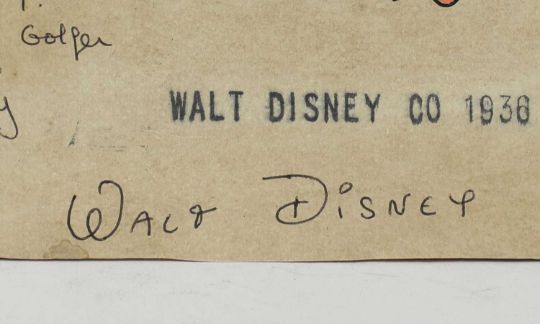 Golfer
WALT DISNEY CO 1936
WALT DISNEY